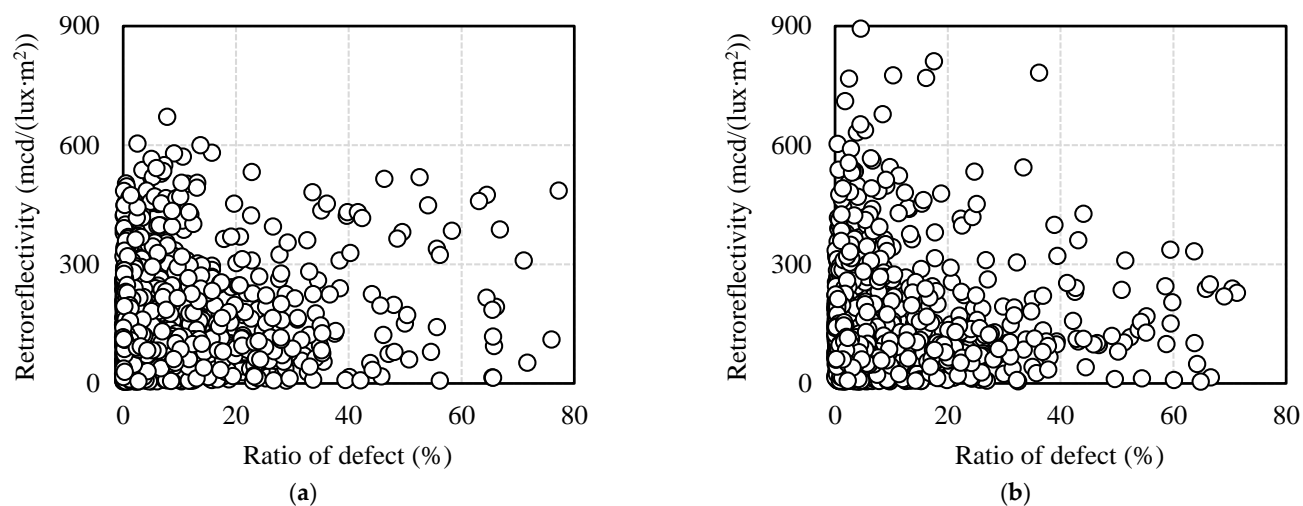 900
600
300
0
Retroreflectivity (mcd/(lux·m²))
0 20 40 60 80
Ratio of defect (%)
(a)
900
600
300
0
Retroreflectivity (mcd/(lux·m²))
0 20 40 60 80
Ratio of defect (%)
(b)